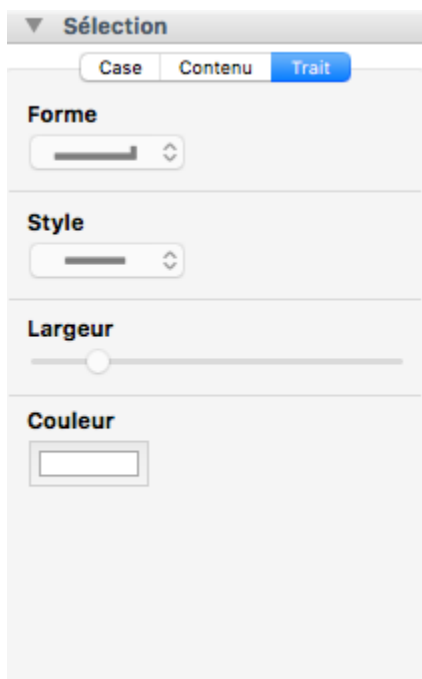 Sélection
Case Contenu Trait
Forme
Style
Largeur
Couleur